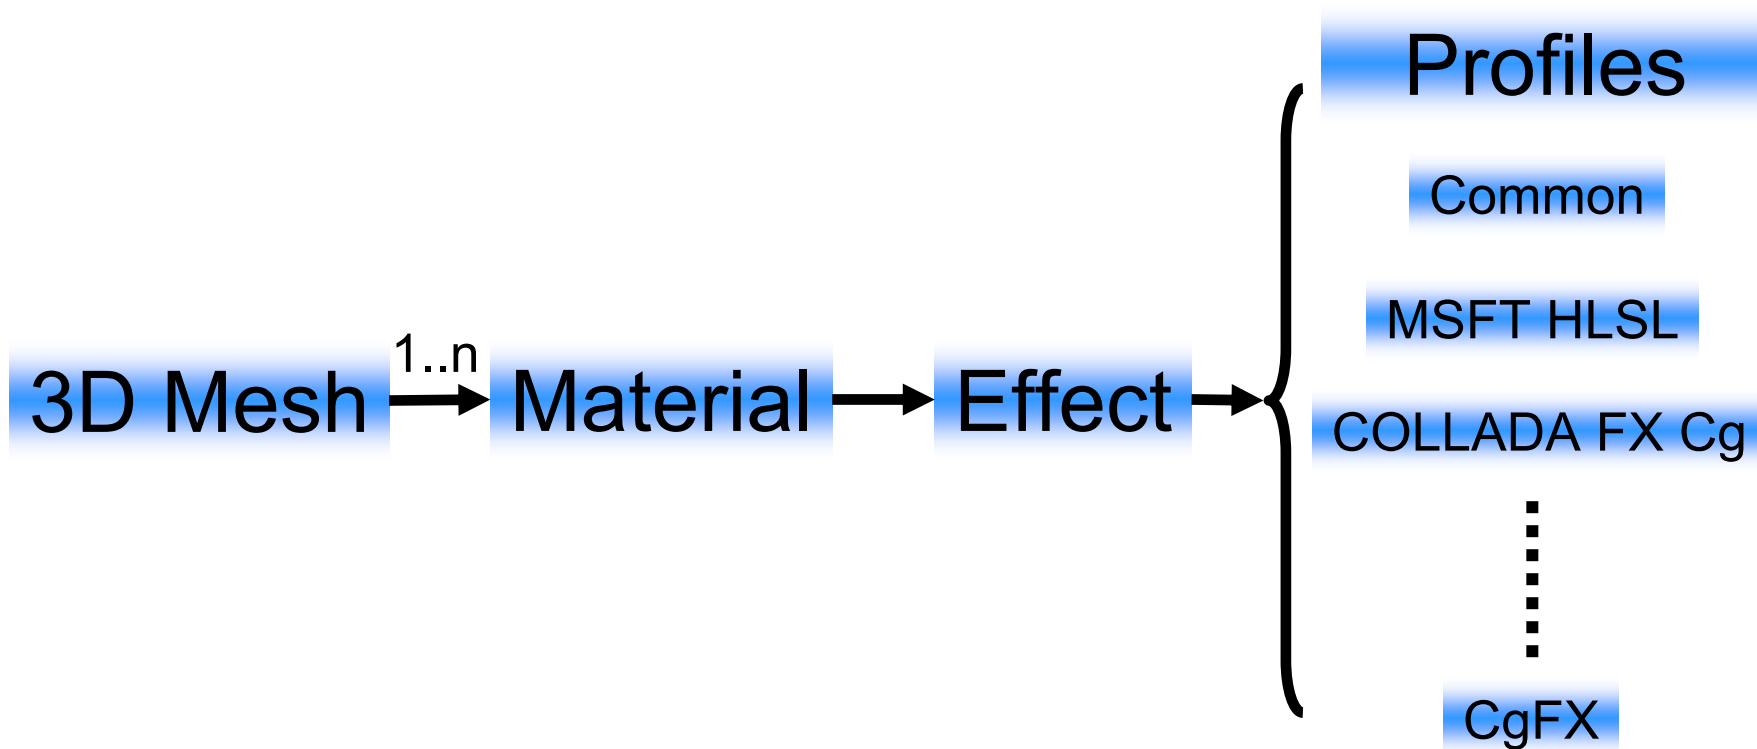 Profiles
Common
MSFT HLSL
1..n
3D Mesh
Material
Effect
COLLADA FX Cg
CgFX